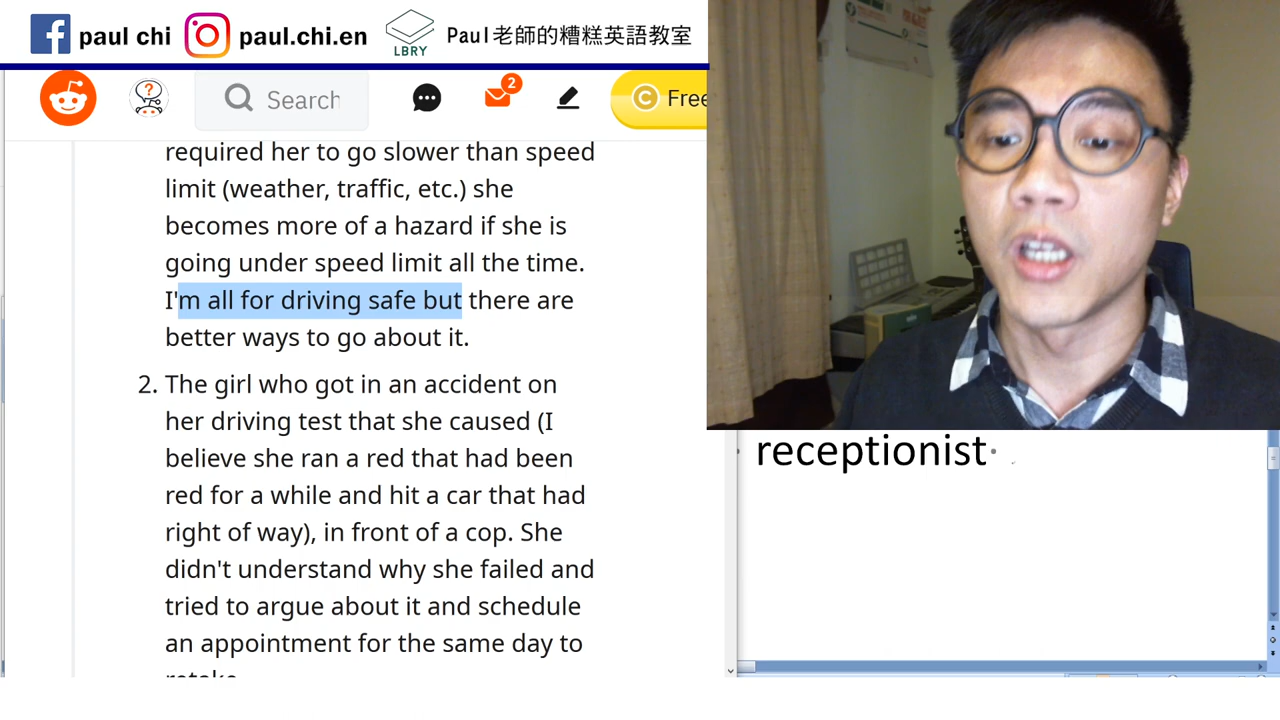 paul chi paul.chi.en LBRY Paul老師的糟糕英語教室
Search 2 Free
required her to go slower than speed
limit (weather, traffic, etc.) she
becomes more of a hazard if she is
going under speed limit all the time.
I'm all for driving safe but there are
better ways to go about it.
2. The girl who got in an accident on
her driving test that she caused (I
believe she ran a red that had been
red for a while and hit a car that had
right of way), in front of a cop. She
didn't understand why she failed and
tried to argue about it and schedule
an appointment for the same day to
retake
receptionist